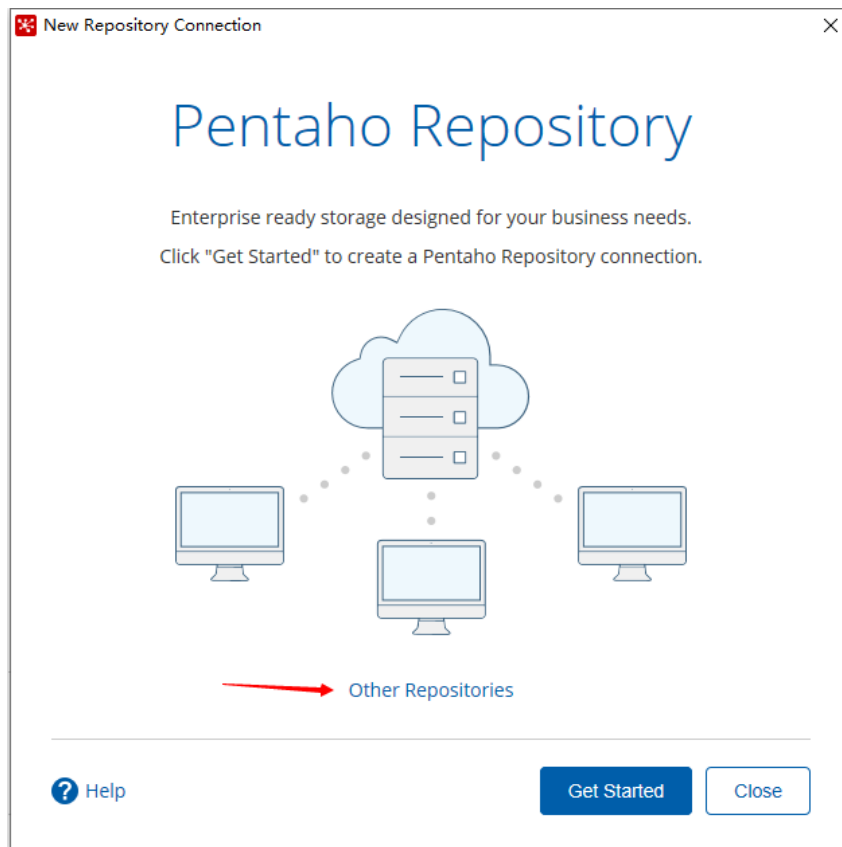 New Repository Connection
Pentaho Repository
Enterprise ready storage designed for your business needs.
Click "Get Started" to create a Pentaho Repository connection.
Other Repositories
? Help
Get Started
Close